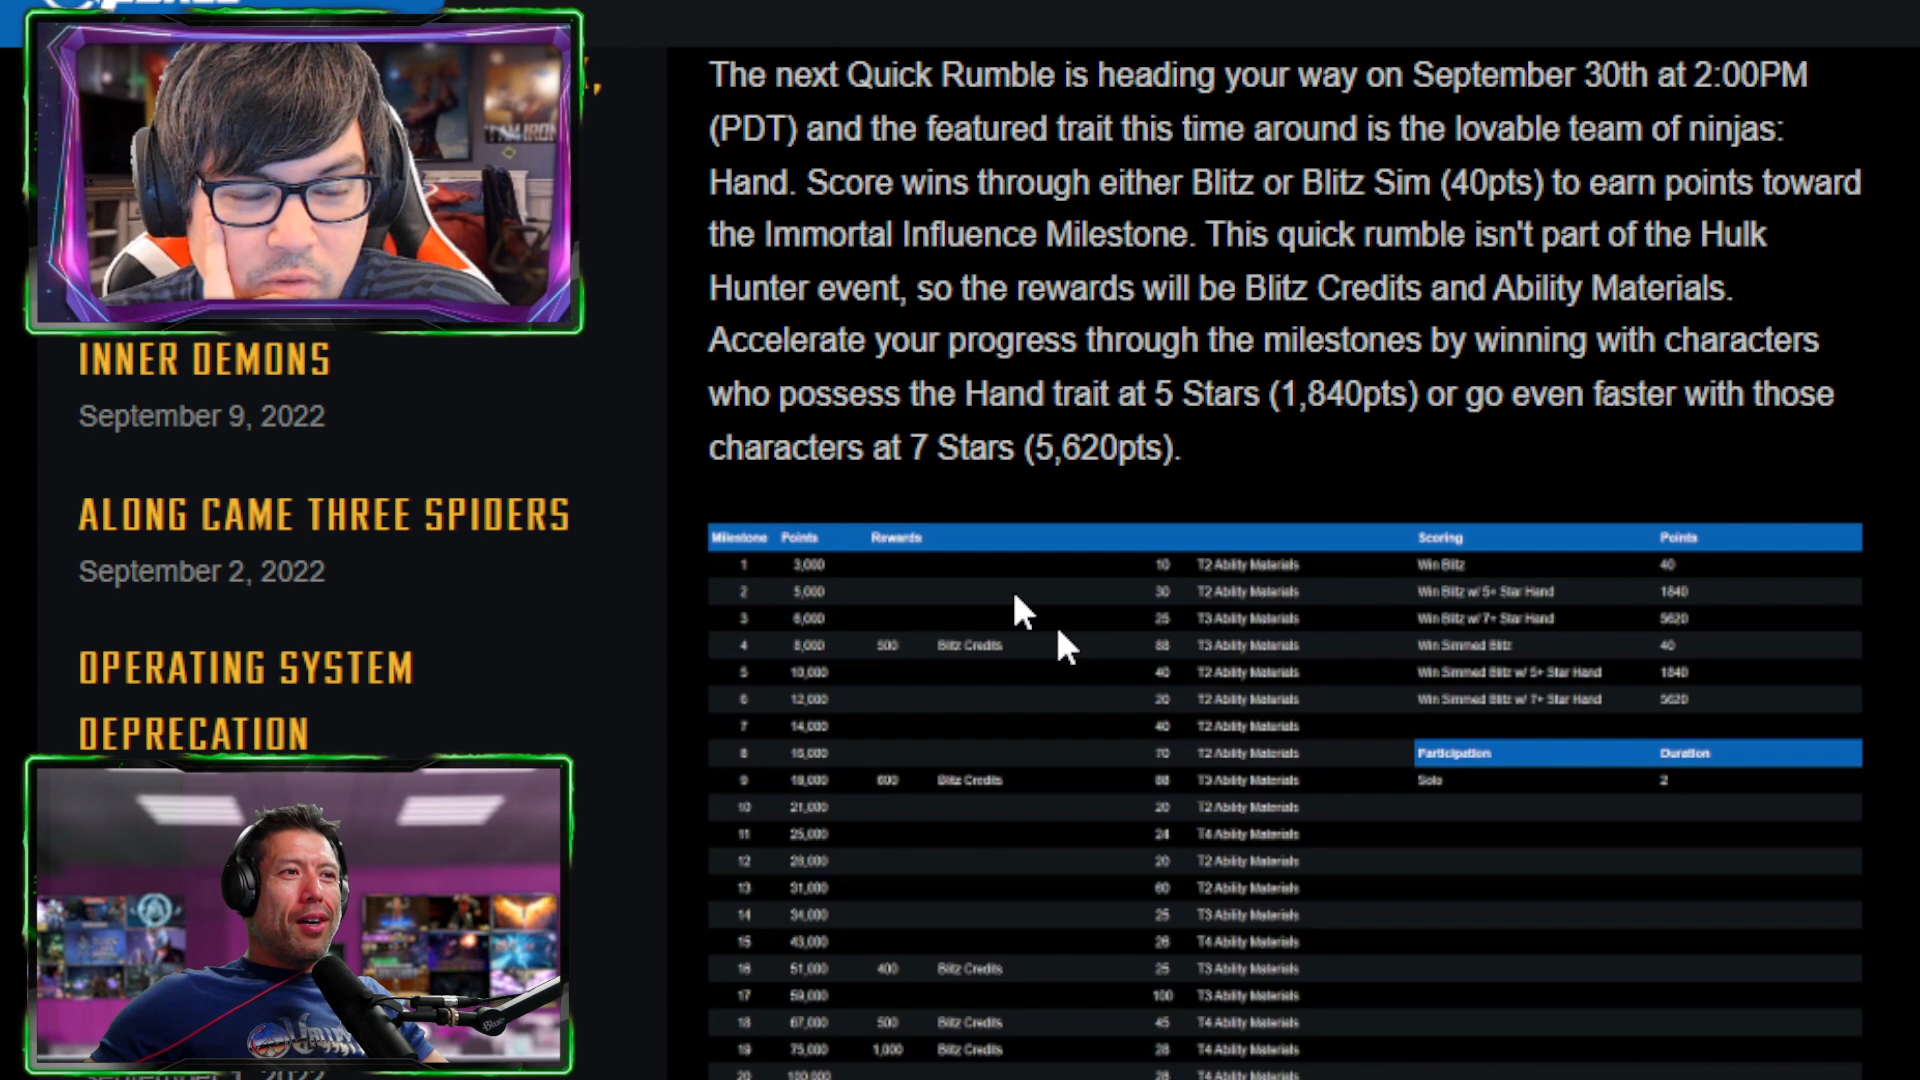 The next Quick Rumble is heading your way on September 30th at 2:00PM
(PDT) and the featured trait this time around is the lovable team of ninjas:
Hand. Score wins through either Blitz or Blitz Sim (40pts) to earn points toward
the Immortal Influence Milestone. This quick rumble isn't part of the Hulk
Hunter event, so the rewards will be Blitz Credits and Ability Materials.
Accelerate your progress through the milestones by winning with characters
who possess the Hand trait at 5 Stars (1,840pts) or go even faster with those
characters at 7 Stars (5,620pts).
INNER DEMONS
September 9, 2022
ALONG CAME THREE SPIDERS
September 2, 2022
OPERATING SYSTEM
DEPRECATION
Milestone Points Rewards Scoring Points
1 3,000 10 T2 Ability Materials Win Blitz 40
2 5,000 30 T2 Ability Materials Win Blitz w/ 5+ Star Hand 1840
3 6,000 25 T3 Ability Materials Win Blitz w/ 7+ Star Hand 5620
4 8,000 500 Blitz Credits 88 T3 Ability Materials Win Simmed Blitz 40
5 10,000 40 T2 Ability Materials Win Simmed Blitz w/ 5+ Star Hand 1840
6 12,000 20 T2 Ability Materials Win Simmed Blitz w/ 7+ Star Hand 5620
7 14,000 40 T2 Ability Materials
8 16,000 70 T2 Ability Materials Participation Duration
9 18,000 600 Blitz Credits 88 T3 Ability Materials Solo 2
10 21,000 20 T2 Ability Materials
11 25,000 24 T4 Ability Materials
12 28,000 20 T2 Ability Materials
13 31,000 60 T2 Ability Materials
14 34,000 25 T3 Ability Materials
15 43,000 26 T4 Ability Materials
16 51,000 400 Blitz Credits 25 T3 Ability Materials
17 59,000 100 T3 Ability Materials
18 67,000 500 Blitz Credits 45 T4 Ability Materials
19 75,000 1,000 Blitz Credits 28 T4 Ability Materials
20 100,000 28 T4 Ability Materials